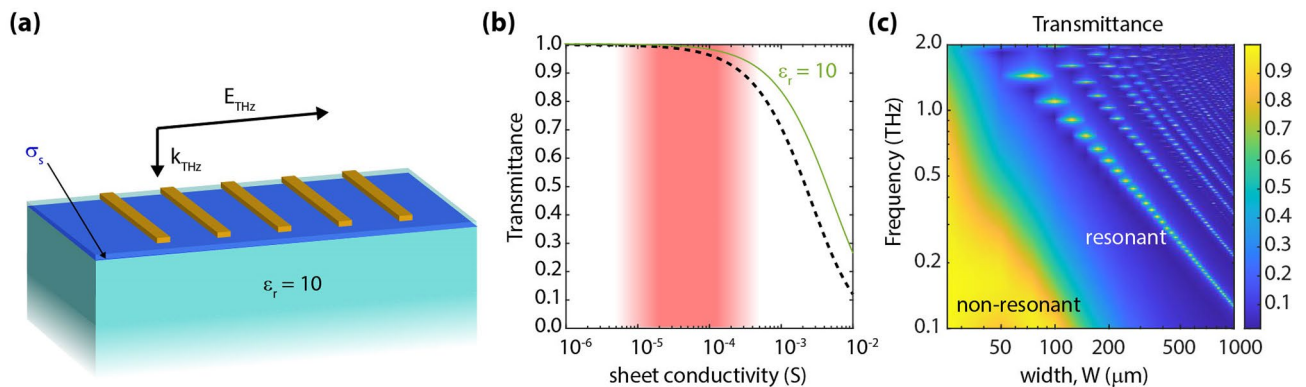 (a)
E_THz
k_THz
σ_s
ε_r = 10
(b)
Transmittance
1.0
0.9
0.8
0.7
0.6
0.5
0.4
0.3
0.2
0.1
0.0
ε_r = 10
10^-6
10^-5
10^-4
10^-3
10^-2
sheet conductivity (S)
(c)
Transmittance
Frequency (THz)
2.0
1.0
0.5
0.2
0.1
resonant
non-resonant
50
100
200
500
1000
width, W (μm)
0.9
0.8
0.7
0.6
0.5
0.4
0.3
0.2
0.1